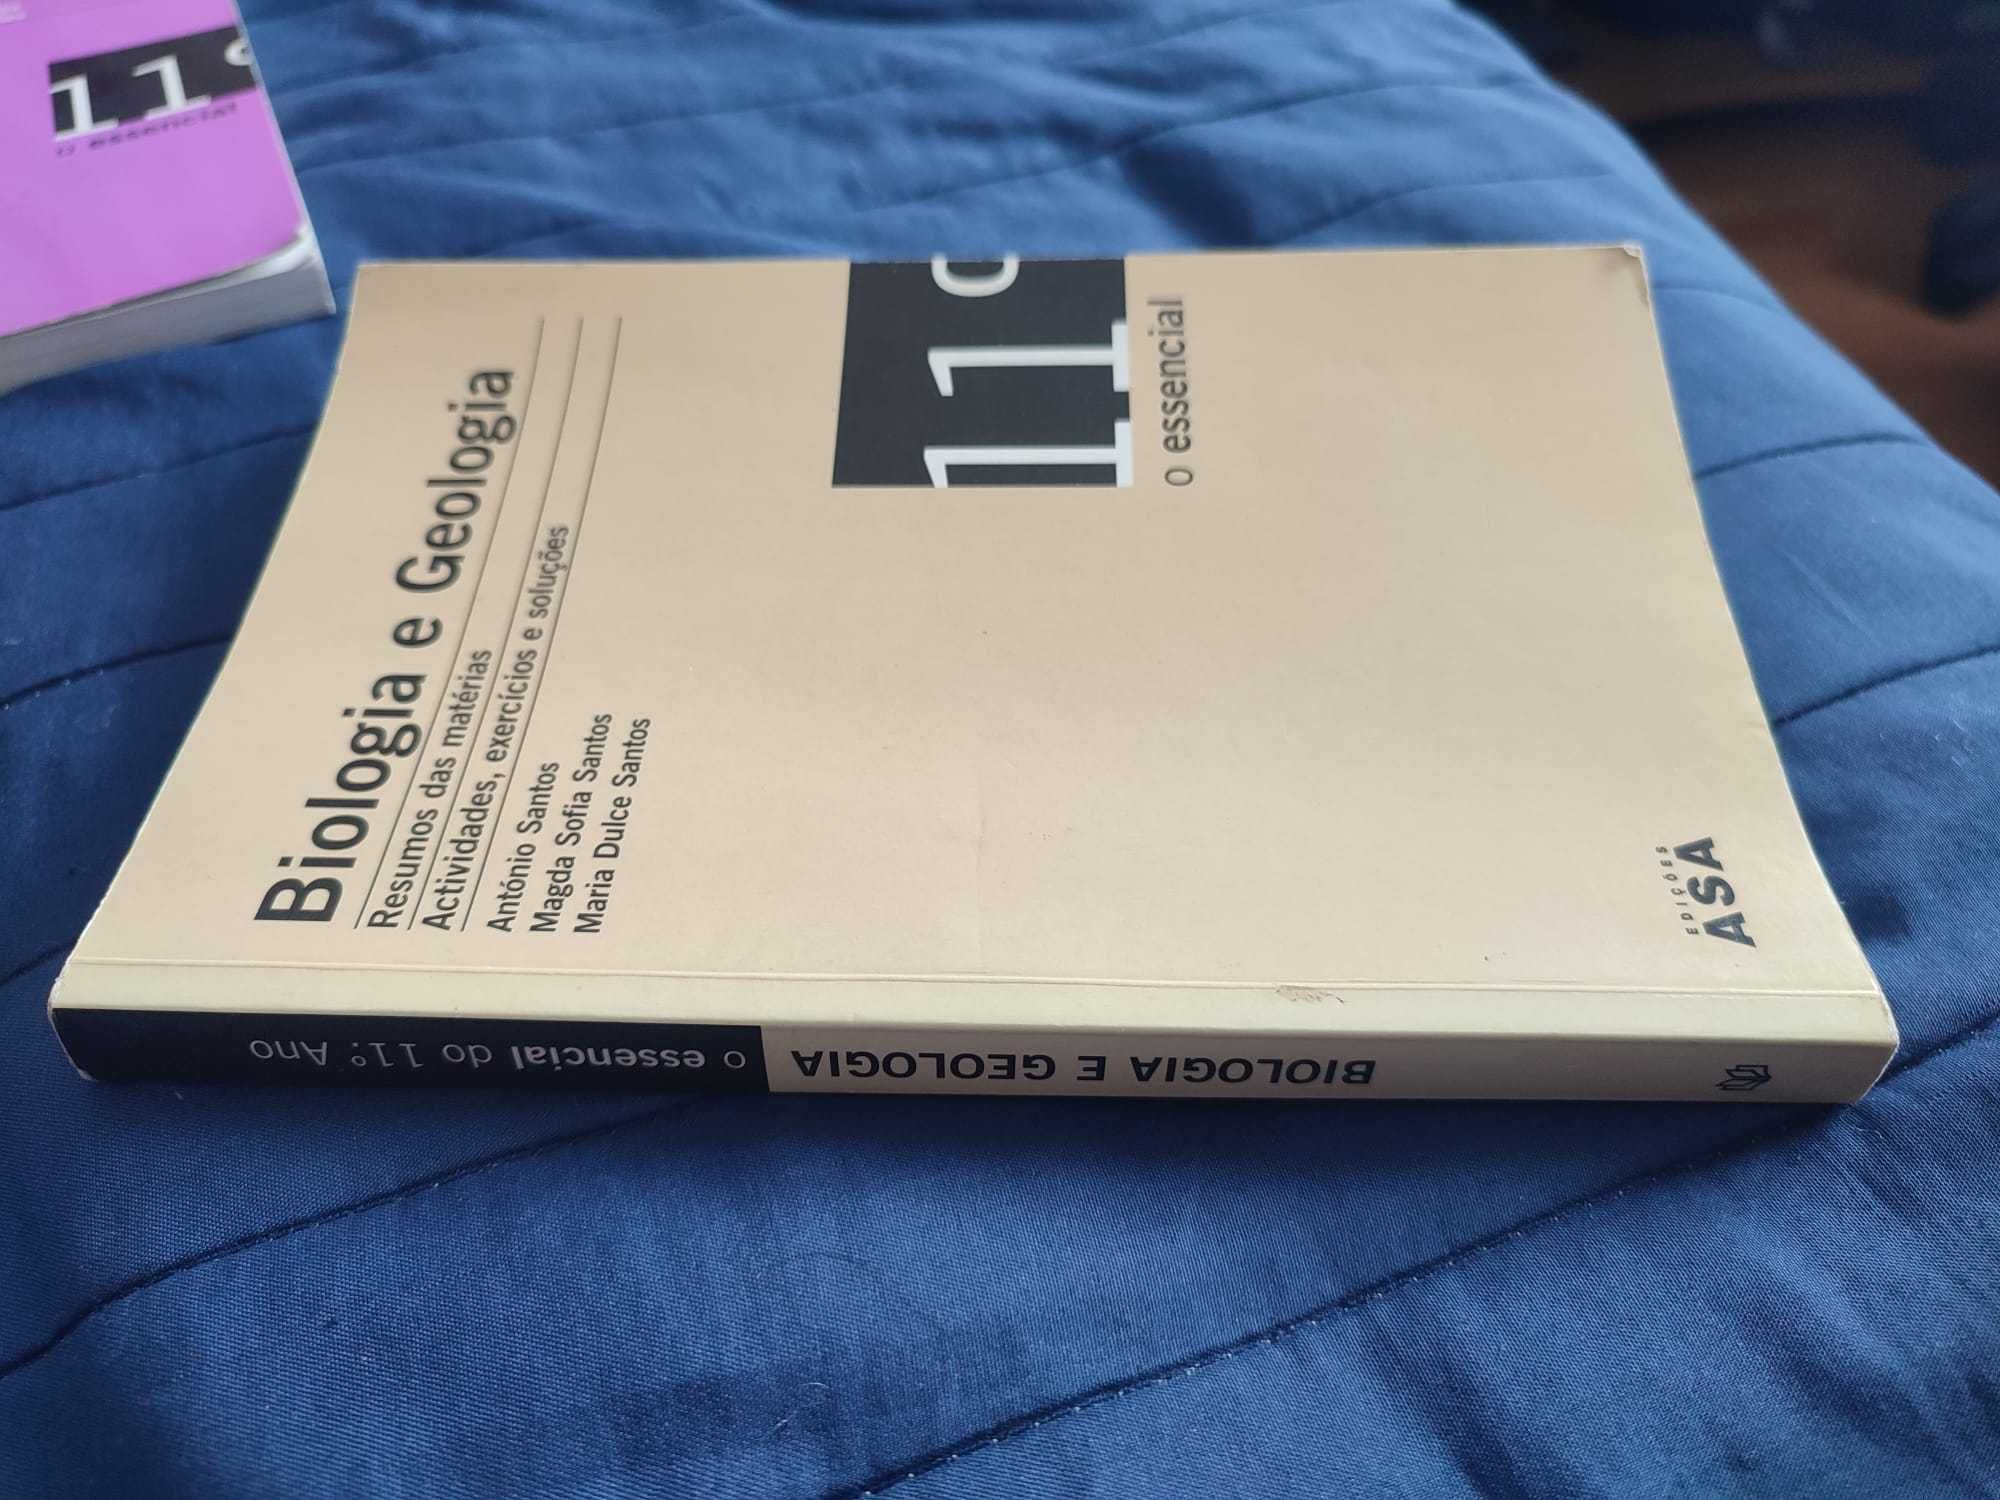 Biologia e Geologia
Resumos das matérias
Actividades, exercícios e soluções
António Santos
Magda Sofia Santos
Maria Dulce Santos
11º
o essencial
EDIÇÕES
ASA
BIOLOGIA E GEOLOGIA
o essencial do 11º. Ano
11º
o essencial